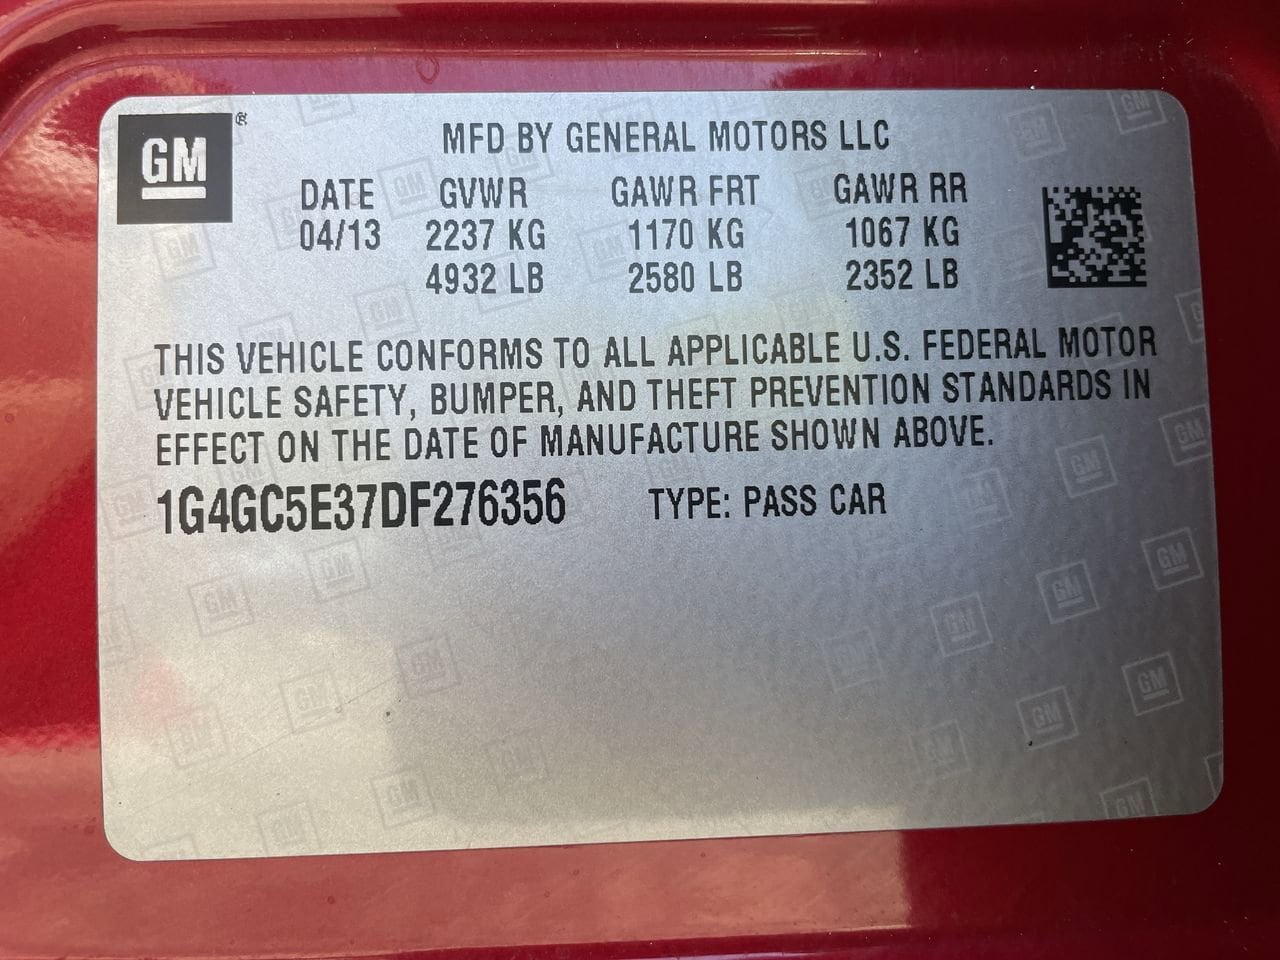 GM®
MFD BY GENERAL MOTORS LLC
DATE GVWR GAWR FRT GAWR RR
04/13 2237 KG 1170 KG 1067 KG
4932 LB 2580 LB 2352 LB
THIS VEHICLE CONFORMS TO ALL APPLICABLE U.S. FEDERAL MOTOR
VEHICLE SAFETY, BUMPER, AND THEFT PREVENTION STANDARDS IN
EFFECT ON THE DATE OF MANUFACTURE SHOWN ABOVE.
1G4GC5E37DF276356 TYPE: PASS CAR